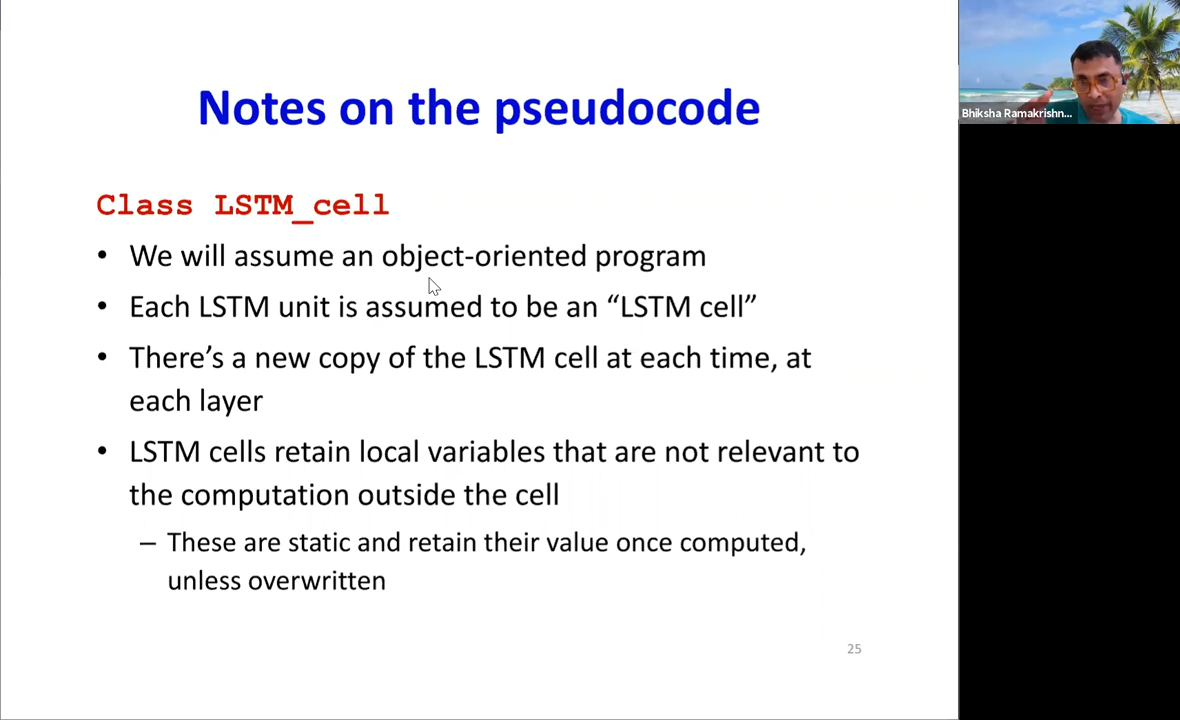 Notes on the pseudocode
Class LSTM_cell
• We will assume an object-oriented program
• Each LSTM unit is assumed to be an “LSTM cell”
• There’s a new copy of the LSTM cell at each time, at
each layer
• LSTM cells retain local variables that are not relevant to
the computation outside the cell
– These are static and retain their value once computed,
unless overwritten
25
Bhiksha Ramakrishn...